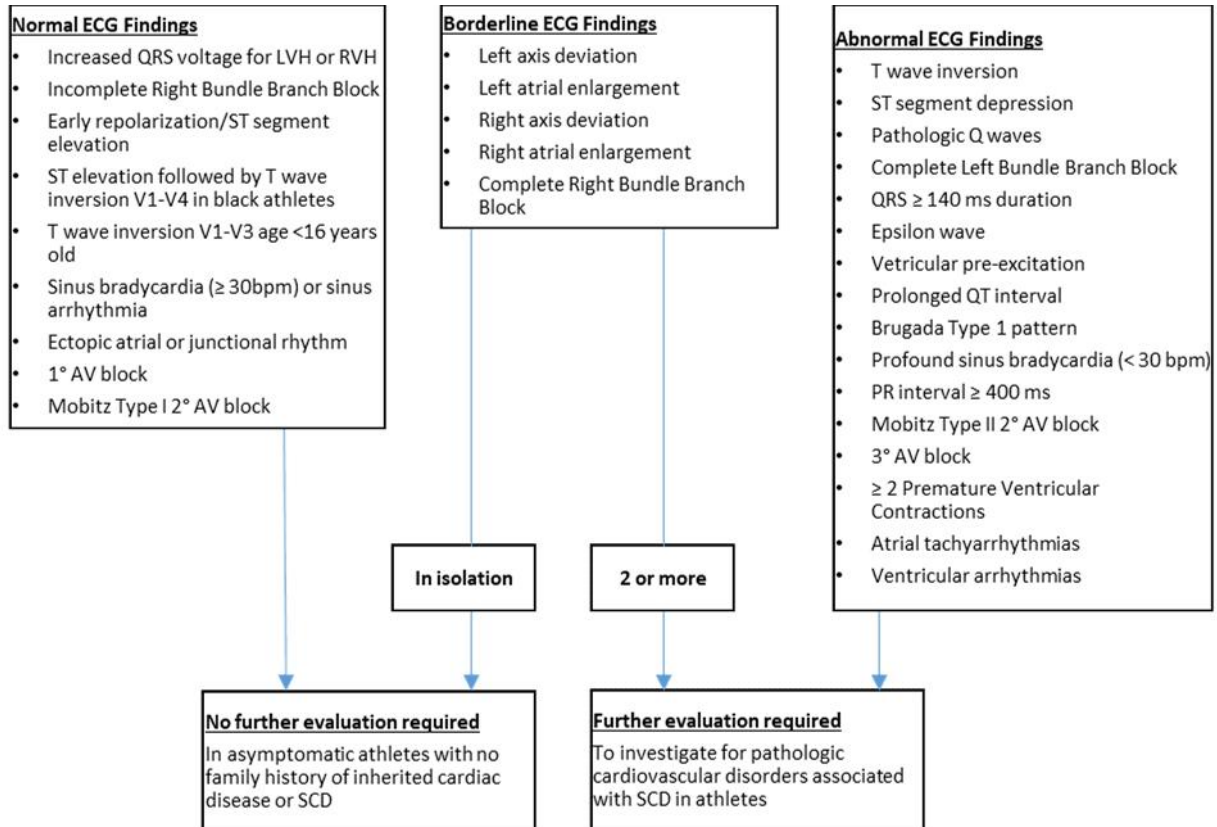 Normal ECG Findings
• Increased QRS voltage for LVH or RVH
• Incomplete Right Bundle Branch Block
• Early repolarization/ST segment
elevation
• ST elevation followed by T wave
inversion V1-V4 in black athletes
• T wave inversion V1-V3 age <16 years
old
• Sinus bradycardia (≥ 30bpm) or sinus
arrhythmia
• Ectopic atrial or junctional rhythm
• 1° AV block
• Mobitz Type I 2° AV block
Borderline ECG Findings
• Left axis deviation
• Left atrial enlargement
• Right axis deviation
• Right atrial enlargement
• Complete Right Bundle Branch
Block
Abnormal ECG Findings
• T wave inversion
• ST segment depression
• Pathologic Q waves
• Complete Left Bundle Branch Block
• QRS ≥ 140 ms duration
• Epsilon wave
• Vetricular pre-excitation
• Prolonged QT interval
• Brugada Type 1 pattern
• Profound sinus bradycardia (< 30 bpm)
• PR interval ≥ 400 ms
• Mobitz Type II 2° AV block
• 3° AV block
• ≥ 2 Premature Ventricular
Contractions
• Atrial tachyarrhythmias
• Ventricular arrhythmias
In isolation
2 or more
No further evaluation required
In asymptomatic athletes with no
family history of inherited cardiac
disease or SCD
Further evaluation required
To investigate for pathologic
cardiovascular disorders associated
with SCD in athletes